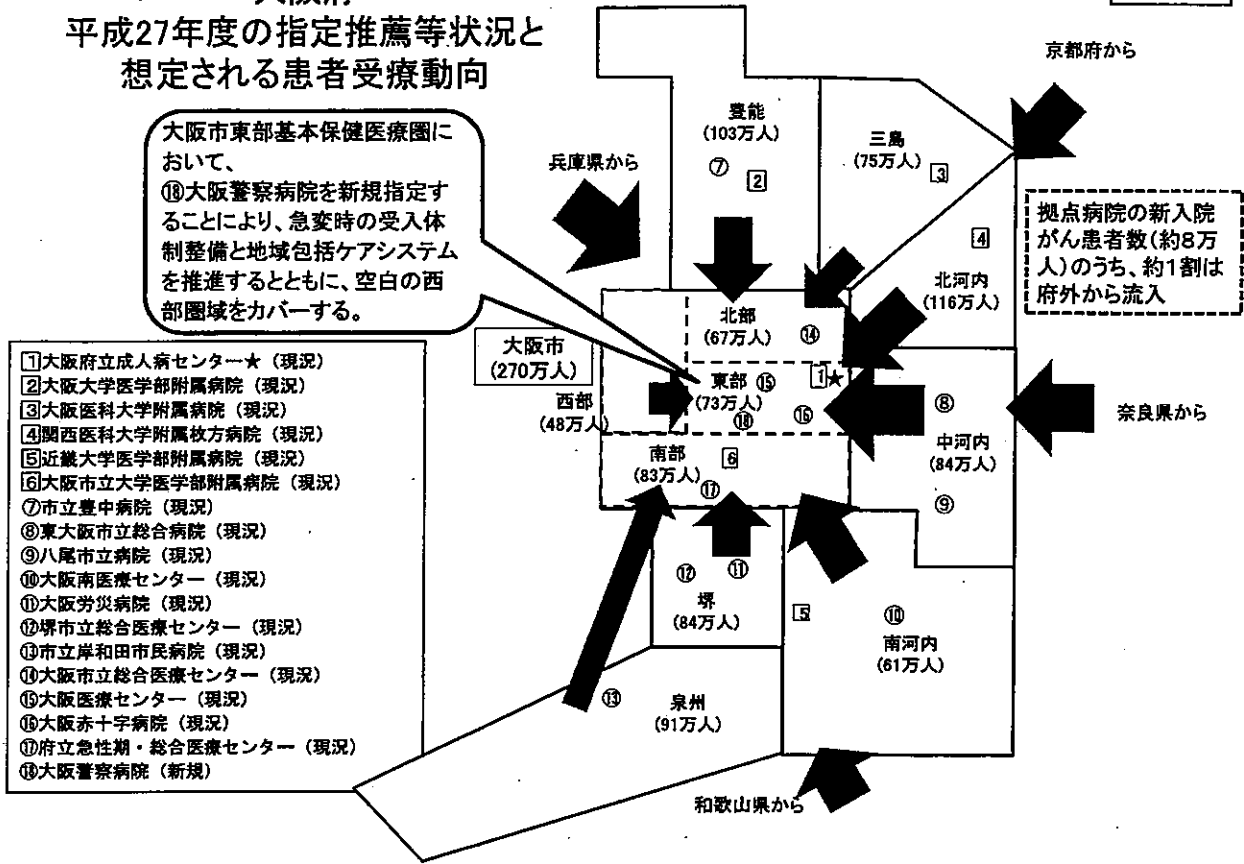 大阪府
平成27年度の指定推薦等状況と
想定される患者受療動向
大阪市東部基本保健医療圏に
おいて、
⑱大阪警察病院を新規指定す
ることにより、急変時の受入体
制整備と地域包括ケアシステム
を推進するとともに、空白の西
部圏域をカバーする。
京都府から
兵庫県から
豊能
(103万人)
⑦
2
三島
(75万人)
3
4
北河内
(116万人)
拠点病院の新入院
がん患者数(約8万
人)のうち、約1割は
府外から流入
大阪市
(270万人)
北部
(67万人)
⑭
東部
(73万人)
⑮
1★
⑯
⑱
西部
(48万人)
南部
(83万人)
6
⑰
⑧
中河内
(84万人)
⑨
奈良県から
⑫
⑪
堺
(84万人)
5
⑩
南河内
(61万人)
⑬
泉州
(91万人)
和歌山県から
1大阪府立成人病センター★(現況)
2大阪大学医学部附属病院(現況)
3大阪医科大学附属病院(現況)
4関西医科大学附属枚方病院(現況)
5近畿大学医学部附属病院(現況)
6大阪市立大学医学部附属病院(現況)
⑦市立豊中病院(現況)
⑧東大阪市立総合病院(現況)
⑨八尾市立病院(現況)
⑩大阪南医療センター(現況)
⑪大阪労災病院(現況)
⑫堺市立総合医療センター(現況)
⑬市立岸和田市民病院(現況)
⑭大阪市立総合医療センター(現況)
⑮大阪医療センター(現況)
⑯大阪赤十字病院(現況)
⑰府立急性期・総合医療センター(現況)
⑱大阪警察病院(新規)